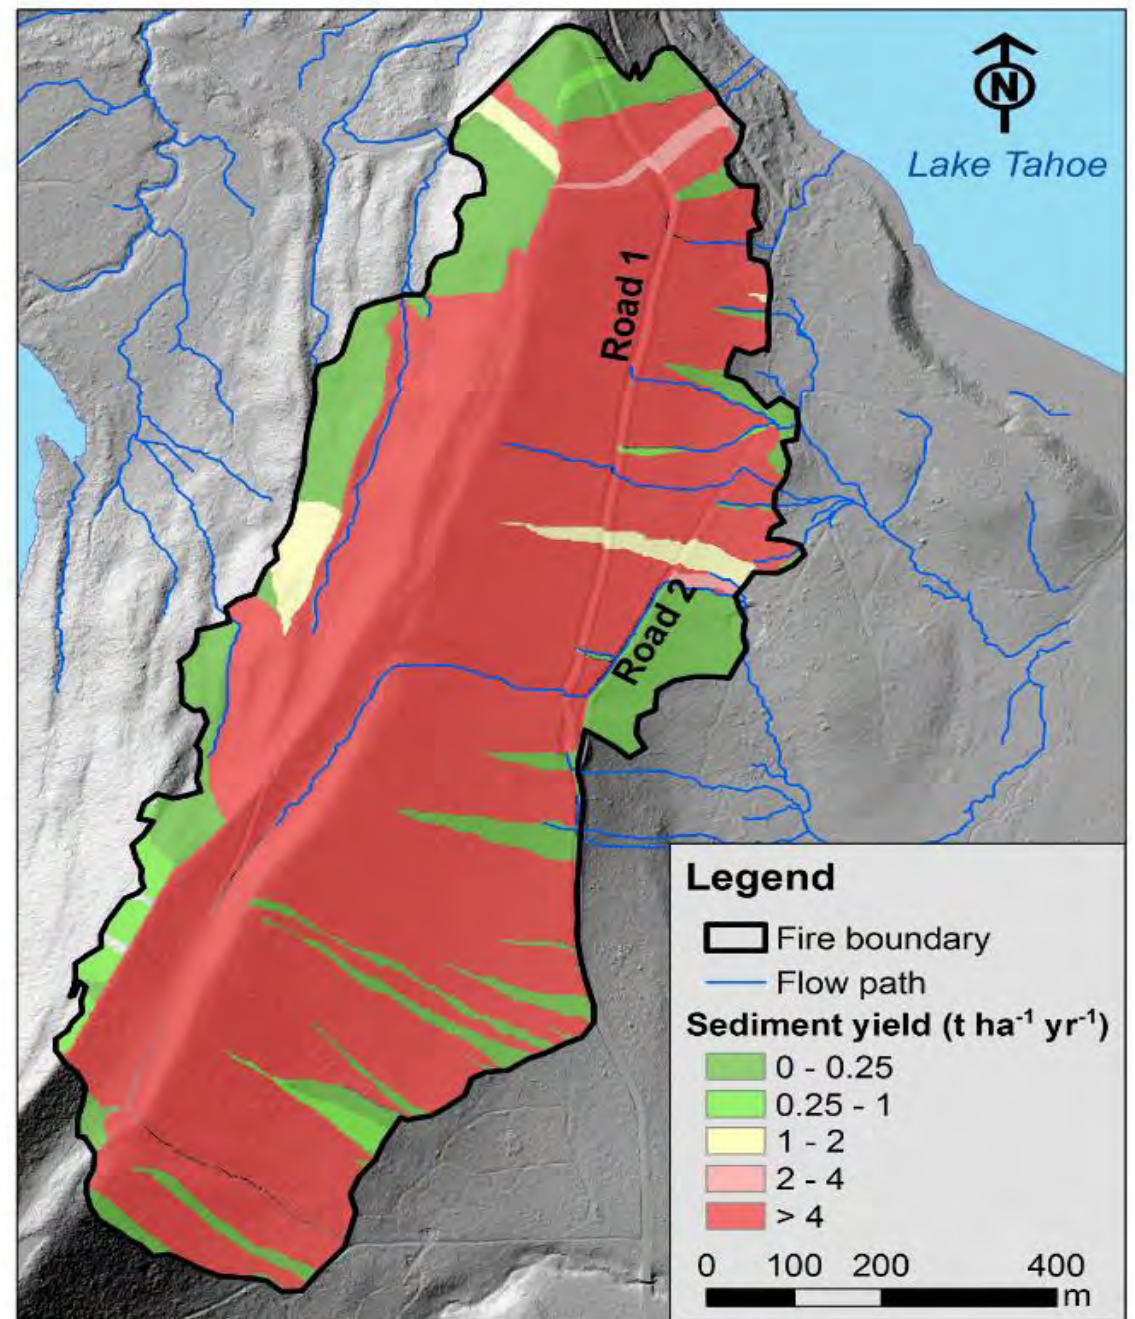 N
Lake Tahoe
Road 1
Road 2
Legend
Fire boundary
Flow path
Sediment yield (t ha⁻¹ yr⁻¹)
0 - 0.25
0.25 - 1
1 - 2
2 - 4
> 4
0 100 200 400
m